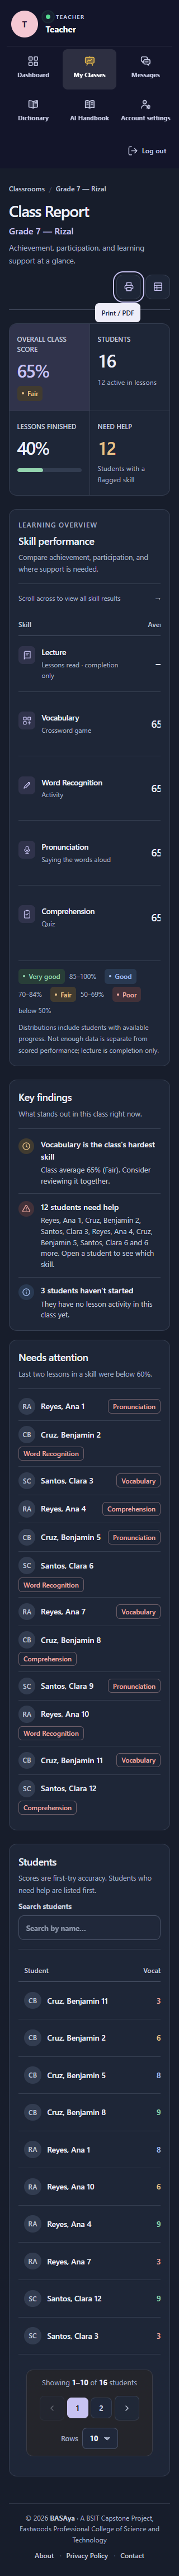 T
TEACHER
Teacher
Dashboard
My Classes
Messages
Dictionary
AI Handbook
Account settings
Log out
Classrooms / Grade 7 — Rizal
Class Report
Grade 7 — Rizal
Achievement, participation, and learning
support at a glance.
Print / PDF
OVERALL CLASS
SCORE
65%
• Fair
STUDENTS
16
12 active in lessons
LESSONS FINISHED
40%
NEED HELP
12
Students with a
flagged skill
LEARNING OVERVIEW
Skill performance
Compare achievement, participation, and
where support is needed.
Scroll across to view all skill results →
Skill
Lecture
Lessons read · completion
only
Vocabulary
Crossword game
Word Recognition
Activity
Pronunciation
Saying the words aloud
Comprehension
Quiz
• Very good 85–100% • Good
70–84% • Fair 50–69% • Poor
below 50%
Distributions include students with available
progress. Not enough data is separate from
scored performance; lecture is completion only.
Key findings
What stands out in this class right now.
Vocabulary is the class's hardest
skill
Class average 65% (Fair). Consider
reviewing it together.
12 students need help
Reyes, Ana 1, Cruz, Benjamin 2,
Santos, Clara 3, Reyes, Ana 4, Cruz,
Benjamin 5, Santos, Clara 6 and 6
more. Open a student to see which
skill.
3 students haven't started
They have no lesson activity in this
class yet.
Needs attention
Last two lessons in a skill were below 60%.
RA Reyes, Ana 1 Pronunciation
CB Cruz, Benjamin 2
Word Recognition
SC Santos, Clara 3 Vocabulary
RA Reyes, Ana 4 Comprehension
CB Cruz, Benjamin 5 Pronunciation
SC Santos, Clara 6
Word Recognition
RA Reyes, Ana 7 Vocabulary
CB Cruz, Benjamin 8
Comprehension
SC Santos, Clara 9 Pronunciation
RA Reyes, Ana 10
Word Recognition
CB Cruz, Benjamin 11 Vocabulary
SC Santos, Clara 12
Comprehension
Students
Scores are first-try accuracy. Students who
need help are listed first.
Search students
Search by name...
Student Vocab
CB Cruz, Benjamin 11 3
CB Cruz, Benjamin 2 6
CB Cruz, Benjamin 5 8
CB Cruz, Benjamin 8 9
RA Reyes, Ana 1 8
RA Reyes, Ana 10 6
RA Reyes, Ana 4 9
RA Reyes, Ana 7 3
SC Santos, Clara 12 9
SC Santos, Clara 3 3
Showing 1–10 of 16 students
‹ 1 2 ›
Rows 10
© 2026 BASAya - A BSIT Capstone Project,
Eastwoods Professional College of Science and
Technology
About · Privacy Policy · Contact